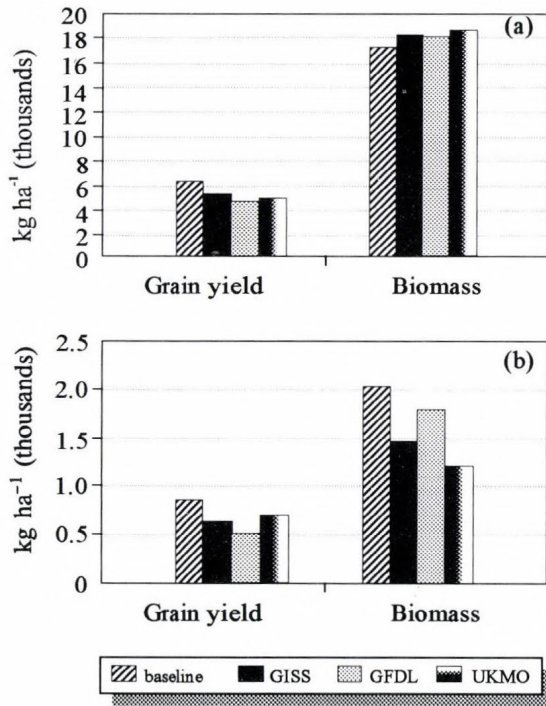 (a)
kg ha⁻¹ (thousands)
20
18
16
14
12
10
8
6
4
2
0
Grain yield
Biomass
(b)
kg ha⁻¹ (thousands)
2.5
2.0
1.5
1.0
0.5
0
Grain yield
Biomass
baseline
GISS
GFDL
UKMO